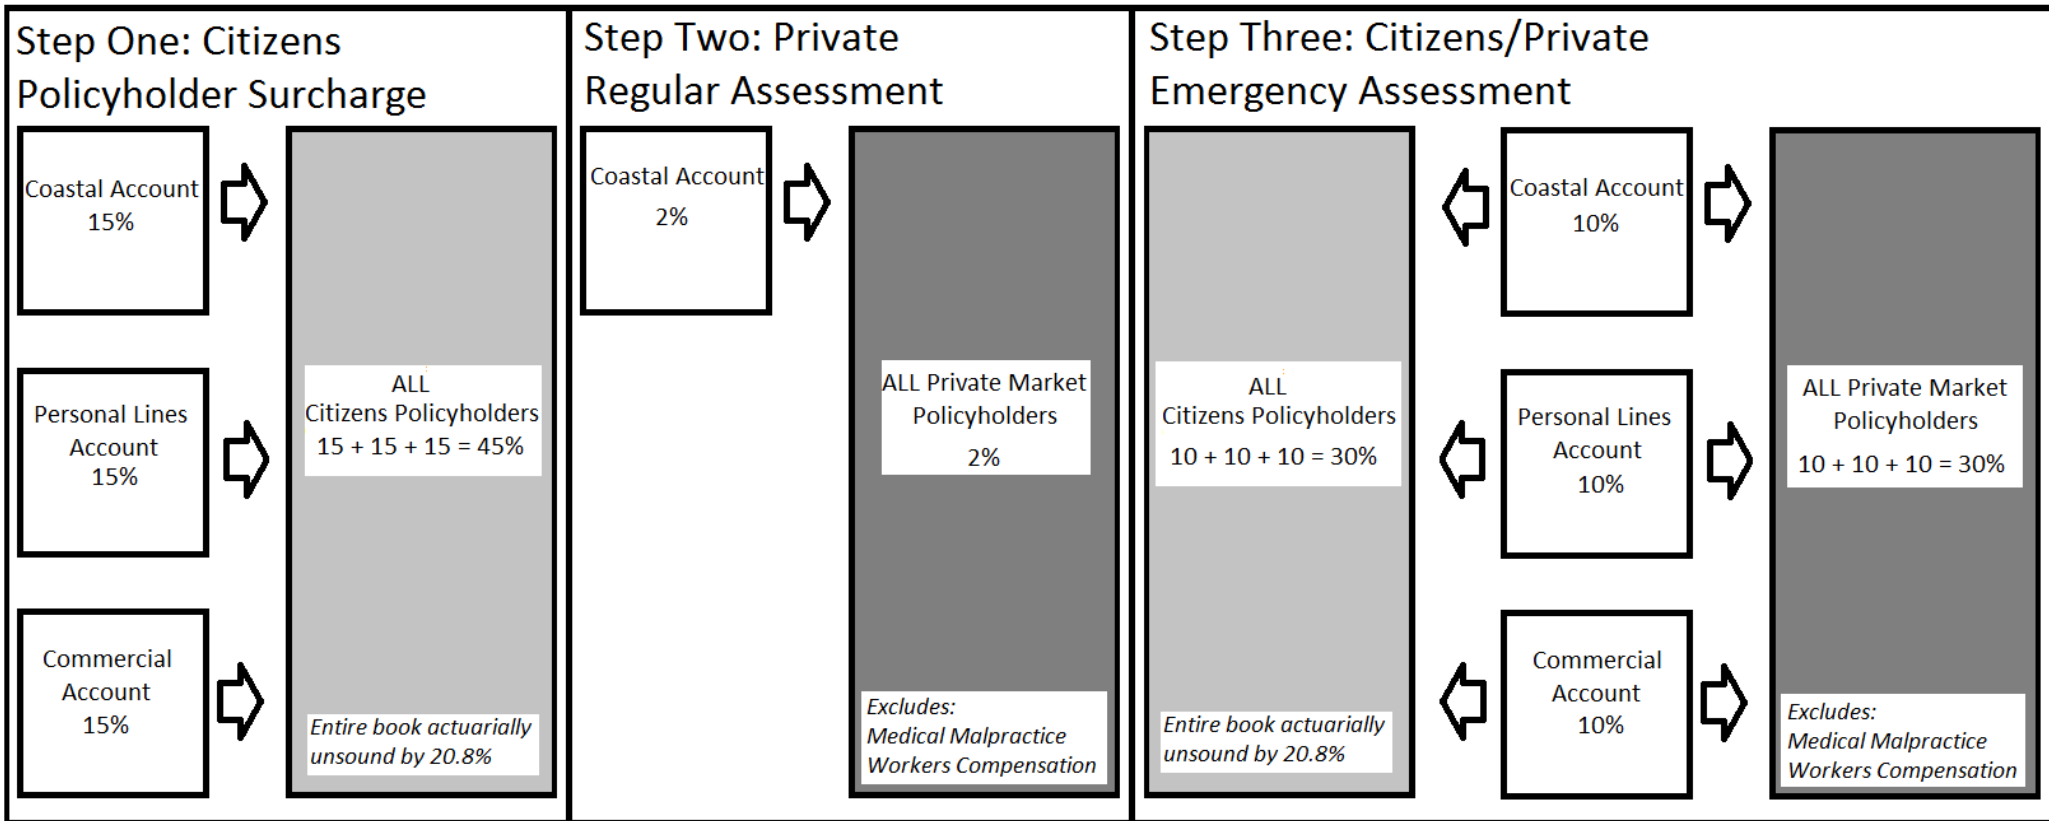 Step One: Citizens
Policyholder Surcharge
Coastal Account
15%
Personal Lines
Account
15%
Commercial
Account
15%
ALL
Citizens Policyholders
15 + 15 + 15 = 45%
Entire book actuarially
unsound by 20.8%
Step Two: Private
Regular Assessment
Coastal Account
2%
ALL Private Market
Policyholders
2%
Excludes:
Medical Malpractice
Workers Compensation
Step Three: Citizens/Private
Emergency Assessment
ALL
Citizens Policyholders
10 + 10 + 10 = 30%
Entire book actuarially
unsound by 20.8%
Coastal Account
10%
Personal Lines
Account
10%
Commercial
Account
10%
ALL Private Market
Policyholders
10 + 10 + 10 = 30%
Excludes:
Medical Malpractice
Workers Compensation